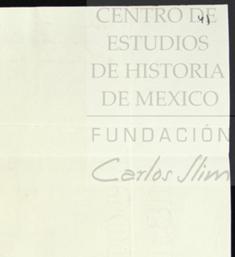 CENTRO DE
ESTUDIOS
DE HISTORIA
DE MEXICO
FUNDACIÓN
Carlos Slim